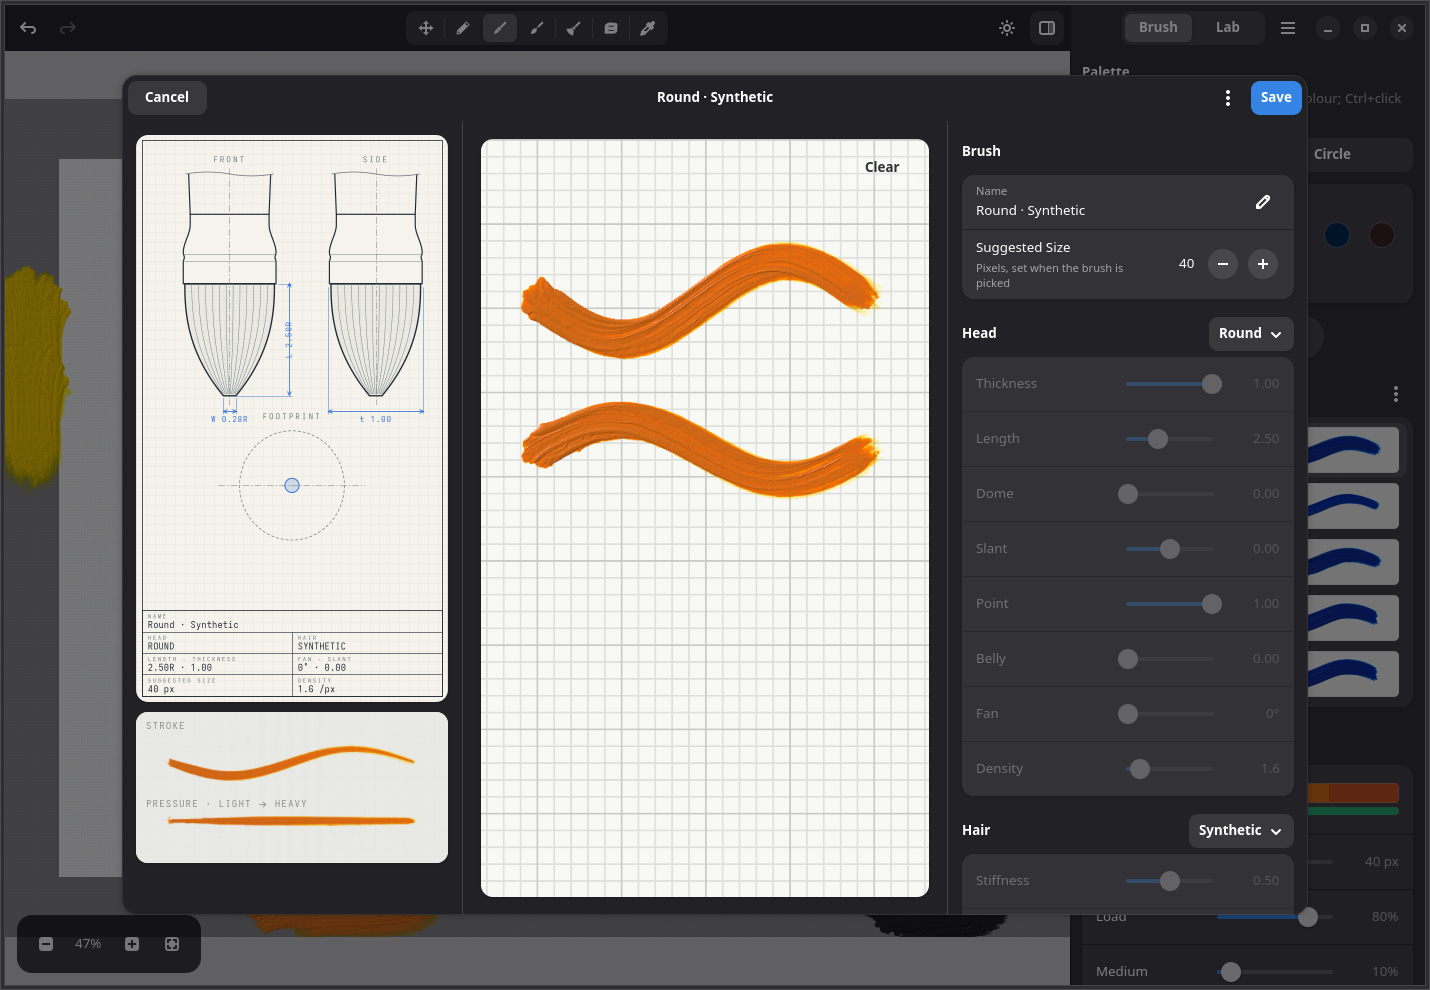 Brush
Lab
Palette
olour; Ctrl+click
Circle
Cancel
Round · Synthetic
Save
FRONT
SIDE
L 2.50R
W 0.28R
FOOTPRINT
t 1.00
NAME
Round · Synthetic
HEAD
ROUND
HAIR
SYNTHETIC
LENGTH · THICKNESS
2.50R · 1.00
FAN · SLANT
0° · 0.00
SUGGESTED SIZE
40 px
DENSITY
1.6 /px
STROKE
PRESSURE · LIGHT → HEAVY
Clear
Brush
Name
Round · Synthetic
Suggested Size
Pixels, set when the brush is
picked
40
Head
Round
Thickness
1.00
Length
2.50
Dome
0.00
Slant
0.00
Point
1.00
Belly
0.00
Fan
0°
Density
1.6
Hair
Synthetic
Stiffness
0.50
40 px
Load
80%
Medium
10%
47%